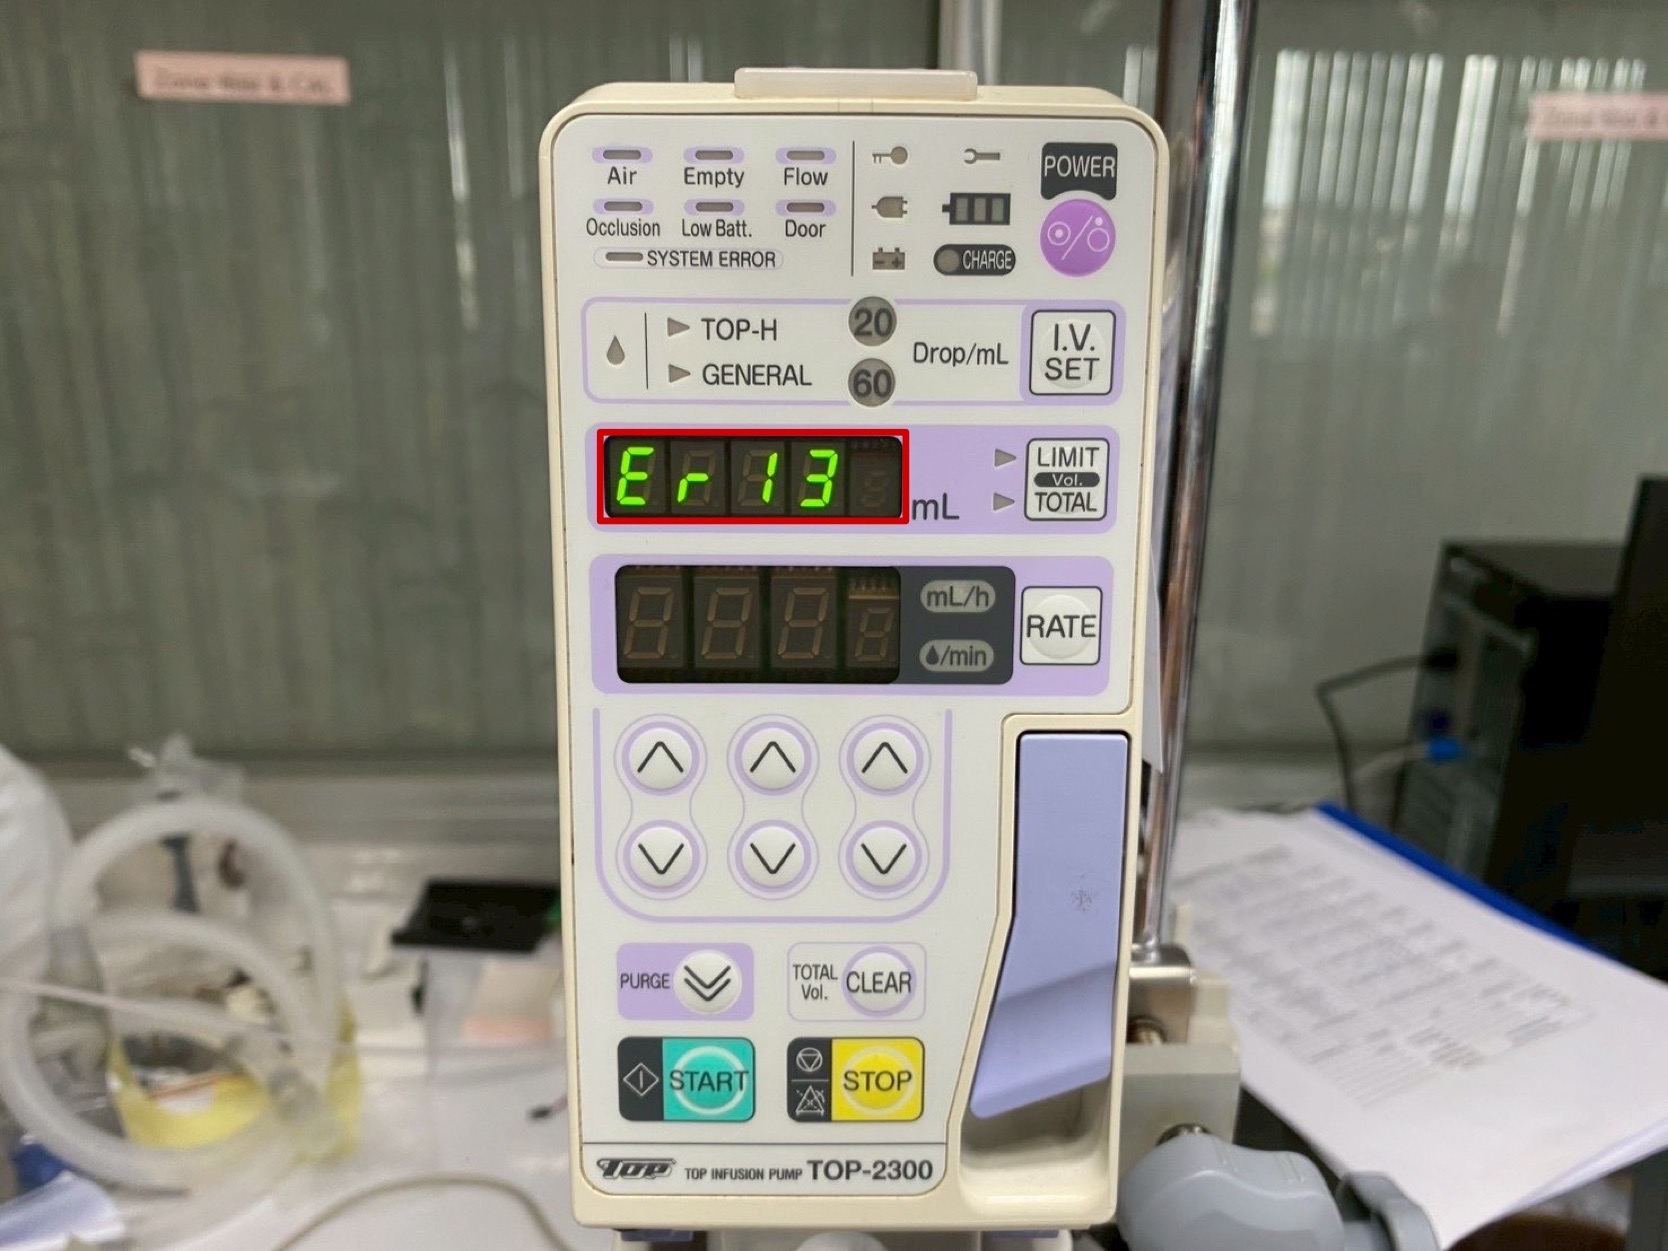 Air Empty Flow
Occlusion Low Batt. Door
SYSTEM ERROR
CHARGE
POWER
TOP-H
GENERAL
20
60
Drop/mL
I.V.
SET
Er13
mL
LIMIT
Vol.
TOTAL
mL/h
/min
RATE
PURGE
TOTAL
Vol.
CLEAR
START
STOP
TOP TOP INFUSION PUMP TOP-2300